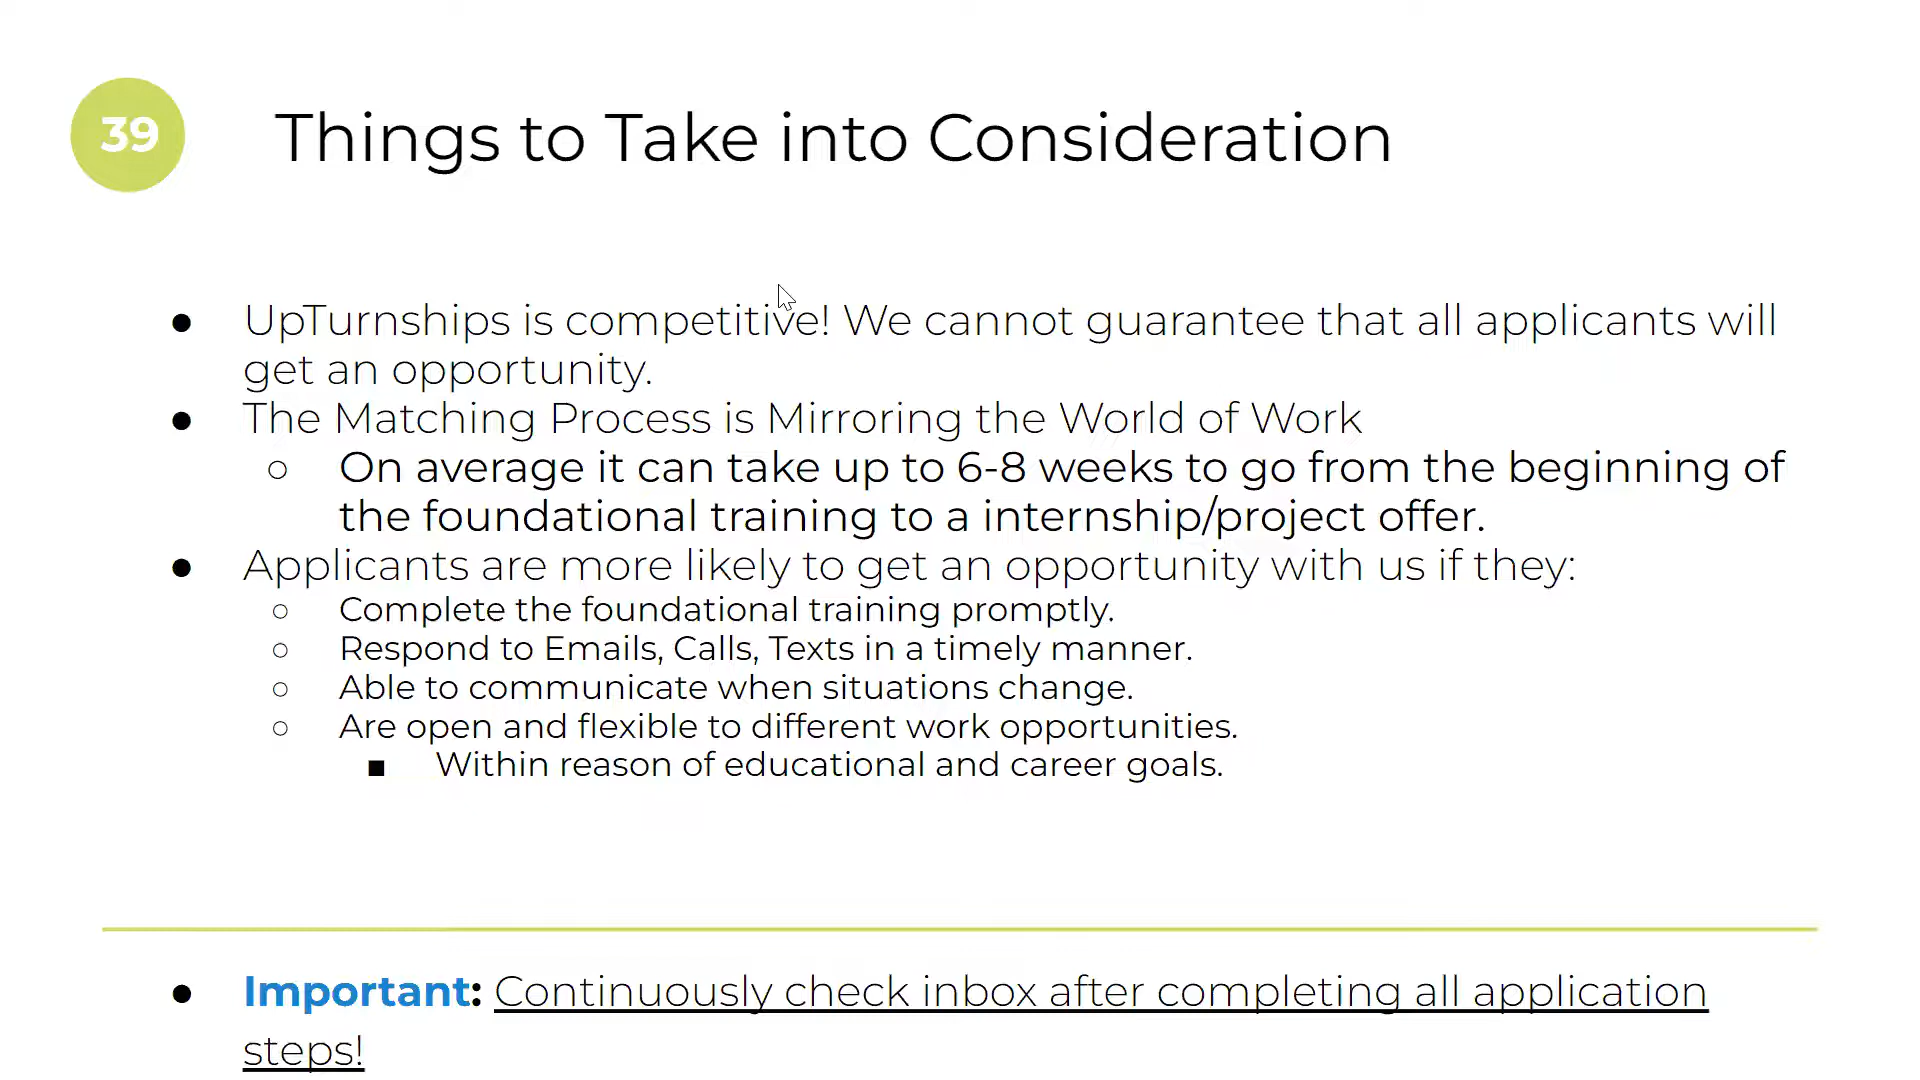 39
Things to Take into Consideration
● UpTurnships is competitive! We cannot guarantee that all applicants will
get an opportunity.
● The Matching Process is Mirroring the World of Work
○ On average it can take up to 6-8 weeks to go from the beginning of
the foundational training to a internship/project offer.
● Applicants are more likely to get an opportunity with us if they:
○ Complete the foundational training promptly.
○ Respond to Emails, Calls, Texts in a timely manner.
○ Able to communicate when situations change.
○ Are open and flexible to different work opportunities.
■ Within reason of educational and career goals.
● Important: Continuously check inbox after completing all application
steps!